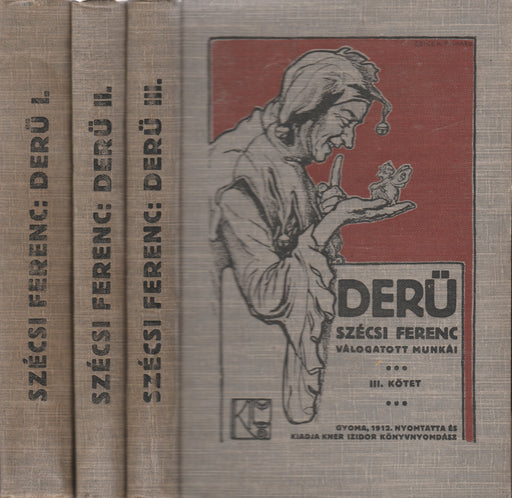 SZÉCSI FERENC: DERÜ I.
SZÉCSI FERENC: DERÜ II.
SZÉCSI FERENC: DERÜ III.
DERÜ
SZÉCSI FERENC
VÁLOGATOTT MUNKÁI
III. KÖTET
GYOMA, 1912. NYOMTATTA ÉS
KIADJA KNER IZIDOR KÖNYVNYOMDÁSZ